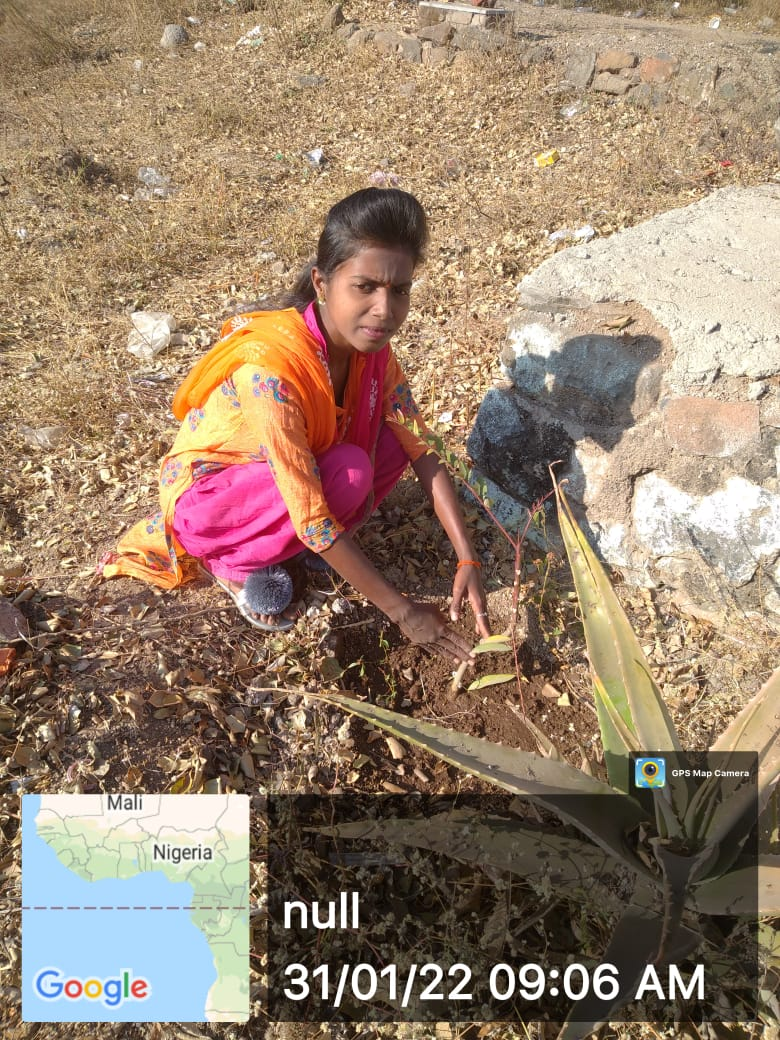 GPS Map Camera
Mali
Nigeria
Google
null
31/01/22 09:06 AM